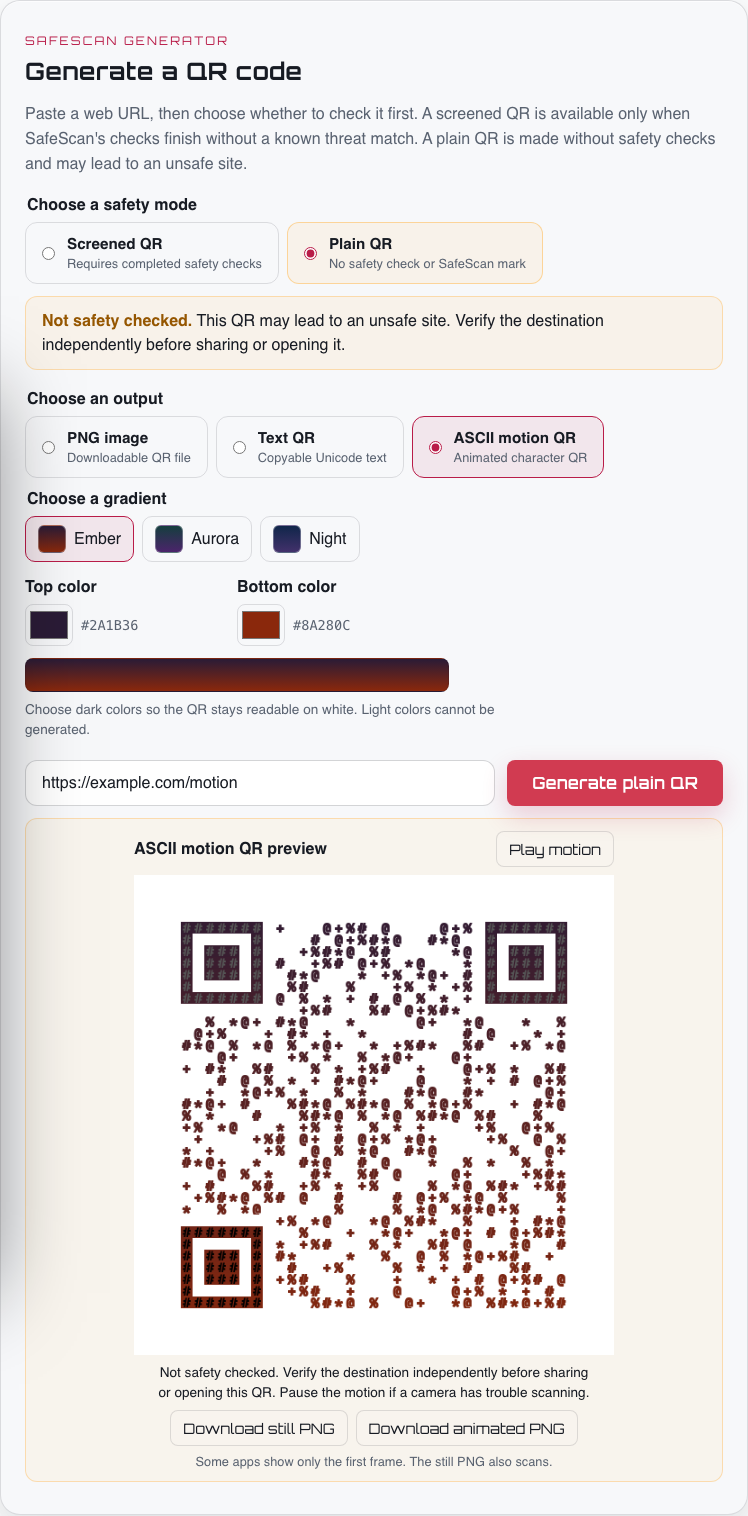 SAFESCAN GENERATOR
Generate a QR code
Paste a web URL, then choose whether to check it first. A screened QR is available only when
SafeScan's checks finish without a known threat match. A plain QR is made without safety checks
and may lead to an unsafe site.
Choose a safety mode
Screened QR
Requires completed safety checks
Plain QR
No safety check or SafeScan mark
Not safety checked. This QR may lead to an unsafe site. Verify the destination
independently before sharing or opening it.
Choose an output
PNG image
Downloadable QR file
Text QR
Copyable Unicode text
ASCII motion QR
Animated character QR
Choose a gradient
Ember
Aurora
Night
Top color
Bottom color
#2A1B36
#8A280C
Choose dark colors so the QR stays readable on white. Light colors cannot be
generated.
https://example.com/motion
Generate plain QR
ASCII motion QR preview
Play motion
Not safety checked. Verify the destination independently before sharing
or opening this QR. Pause the motion if a camera has trouble scanning.
Download still PNG
Download animated PNG
Some apps show only the first frame. The still PNG also scans.